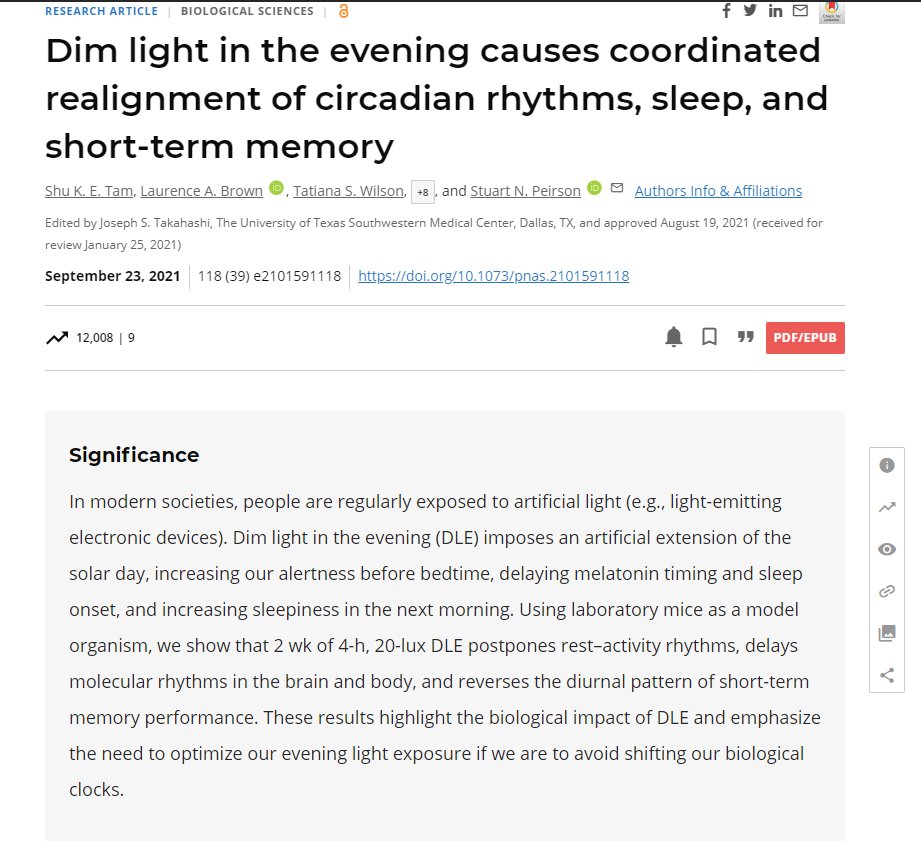 RESEARCH ARTICLE | BIOLOGICAL SCIENCES |
Check for updates
Dim light in the evening causes coordinated
realignment of circadian rhythms, sleep, and
short-term memory
Shu K. E. Tam, Laurence A. Brown iD, Tatiana S. Wilson, +8, and Stuart N. Peirson iD Authors Info & Affiliations
Edited by Joseph S. Takahashi, The University of Texas Southwestern Medical Center, Dallas, TX, and approved August 19, 2021 (received for
review January 25, 2021)
September 23, 2021 | 118 (39) e2101591118 | https://doi.org/10.1073/pnas.2101591118
12,008 | 9
PDF/EPUB
Significance
In modern societies, people are regularly exposed to artificial light (e.g., light-emitting
electronic devices). Dim light in the evening (DLE) imposes an artificial extension of the
solar day, increasing our alertness before bedtime, delaying melatonin timing and sleep
onset, and increasing sleepiness in the next morning. Using laboratory mice as a model
organism, we show that 2 wk of 4-h, 20-lux DLE postpones rest–activity rhythms, delays
molecular rhythms in the brain and body, and reverses the diurnal pattern of short-term
memory performance. These results highlight the biological impact of DLE and emphasize
the need to optimize our evening light exposure if we are to avoid shifting our biological
clocks.